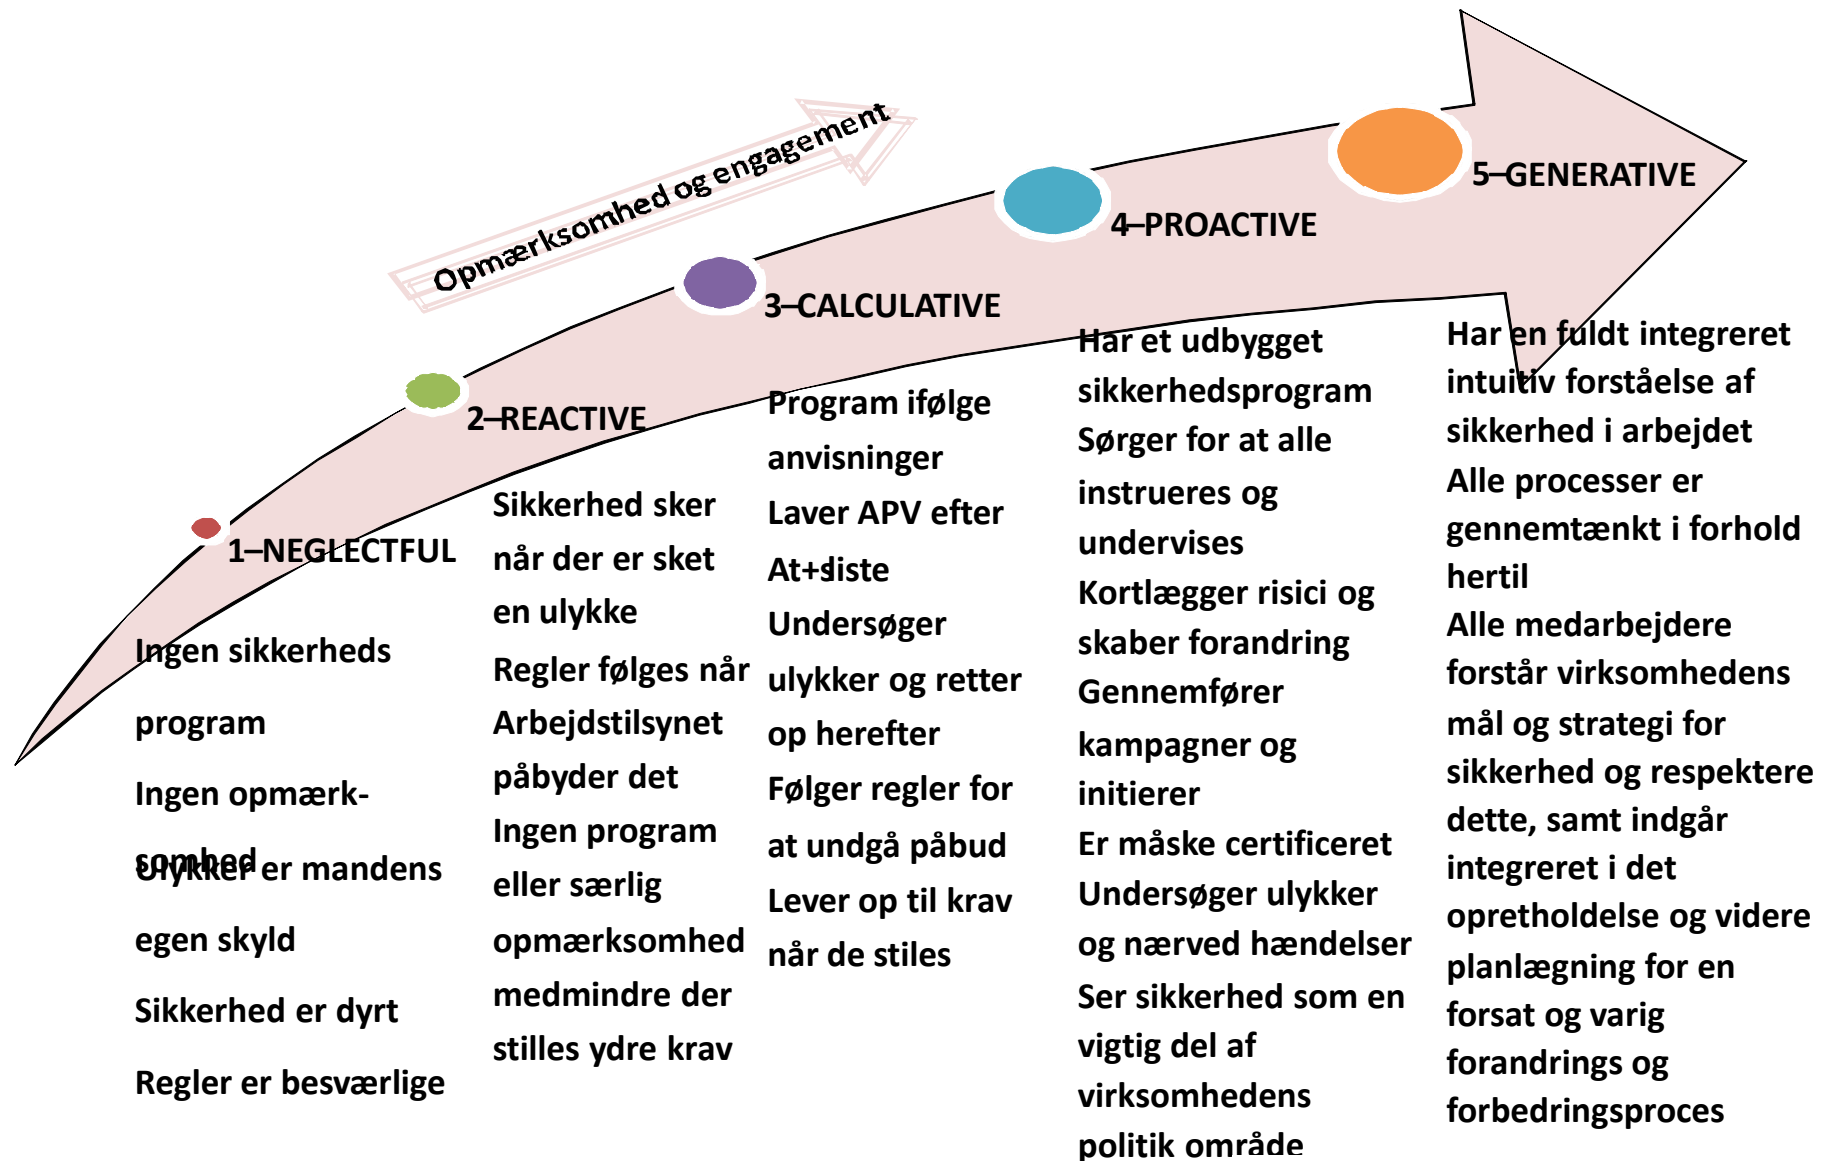 Opmærksomhed og engagement
1–NEGLECTFUL
Ingen sikkerheds
program
Ingen opmærk-
somhed
Ulykker er mandens
egen skyld
Sikkerhed er dyrt
Regler er besværlige
2–REACTIVE
Sikkerhed sker
når der er sket
en ulykke
Regler følges når
Arbejdstilsynet
påbyder det
Ingen program
eller særlig
opmærksomhed
medmindre der
stilles ydre krav
3–CALCULATIVE
Program ifølge
anvisninger
Laver APV efter
At+sliste
Undersøger
ulykker og retter
op herefter
Følger regler for
at undgå påbud
Lever op til krav
når de stiles
4–PROACTIVE
Har et udbygget
sikkerhedsprogram
Sørger for at alle
instrueres og
undervises
Kortlægger risici og
skaber forandring
Gennemfører
kampagner og
initierer
Er måske certificeret
Undersøger ulykker
og nærved hændelser
Ser sikkerhed som en
vigtig del af
virksomhedens
politik område
5–GENERATIVE
Har en fuldt integreret
intuitiv forståelse af
sikkerhed i arbejdet
Alle processer er
gennemtænkt i forhold
hertil
Alle medarbejdere
forstår virksomhedens
mål og strategi for
sikkerhed og respektere
dette, samt indgår
integreret i det
opretholdelse og videre
planlægning for en
forsat og varig
forandrings og
forbedringsproces